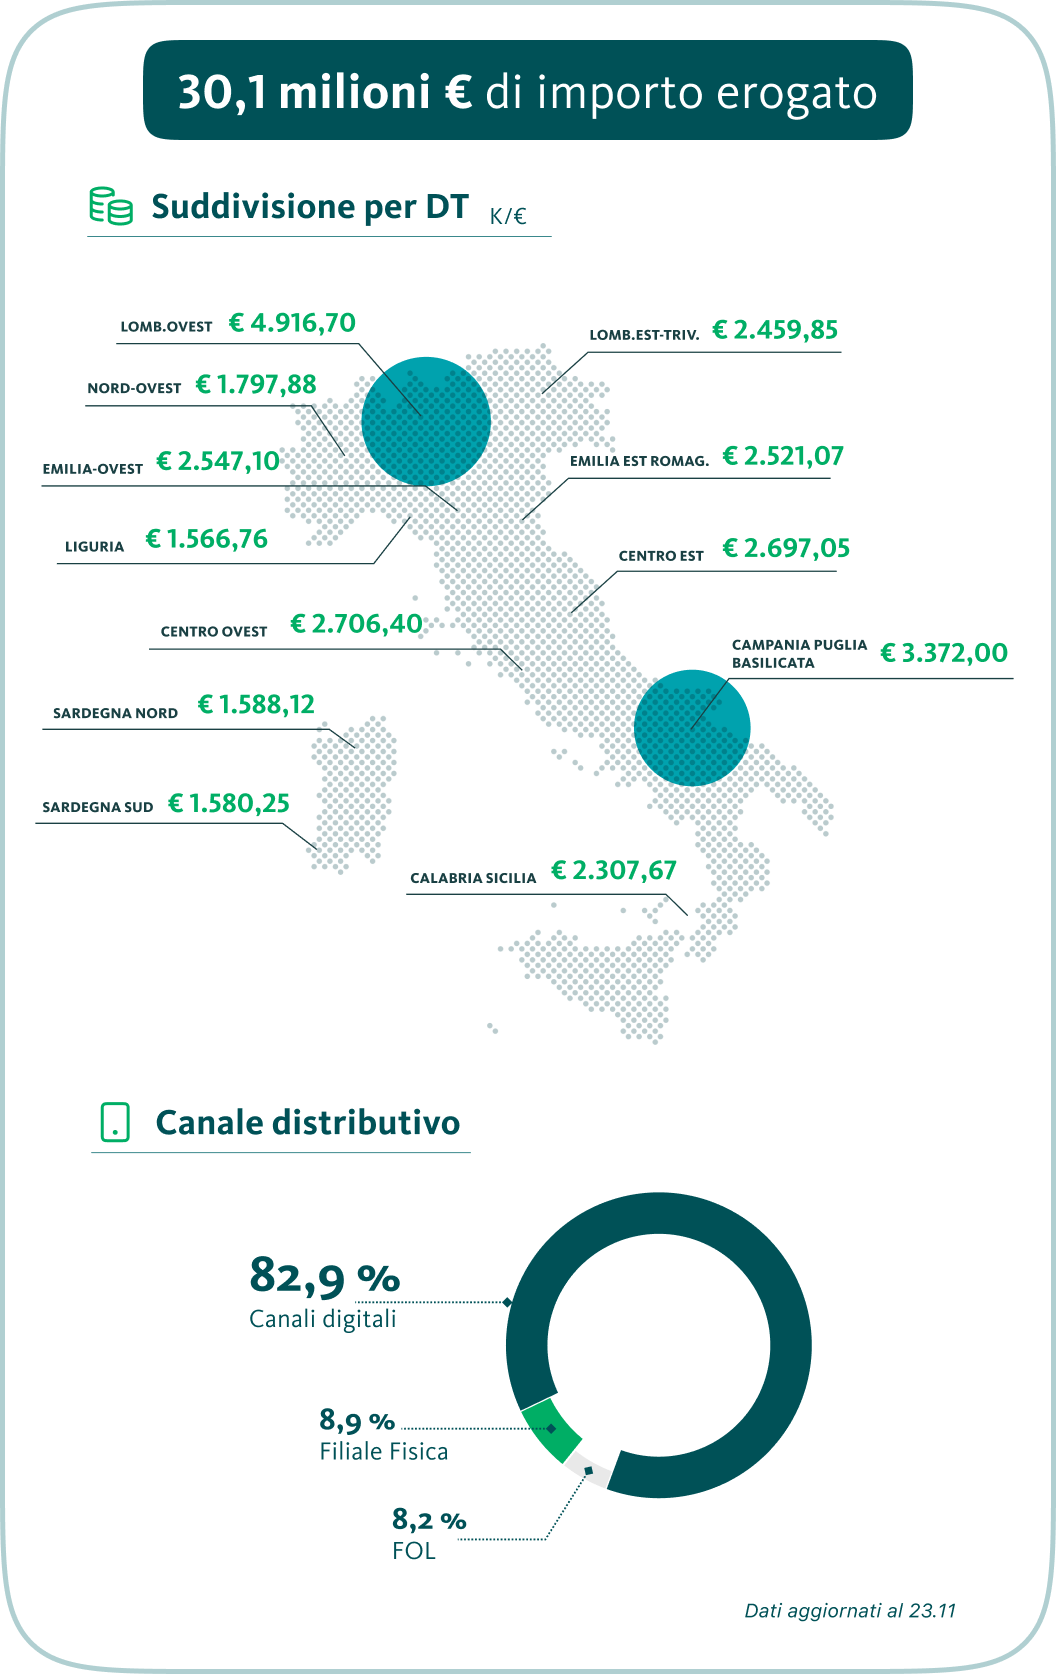 30,1 milioni € di importo erogato
Suddivisione per DT K/€
LOMB.OVEST € 4.916,70
LOMB.EST-TRIV. € 2.459,85
NORD-OVEST € 1.797,88
EMILIA-OVEST € 2.547,10
EMILIA EST ROMAG. € 2.521,07
LIGURIA € 1.566,76
CENTRO EST € 2.697,05
CENTRO OVEST € 2.706,40
CAMPANIA PUGLIA
BASILICATA € 3.372,00
SARDEGNA NORD € 1.588,12
SARDEGNA SUD € 1.580,25
CALABRIA SICILIA € 2.307,67
Canale distributivo
82,9 %
Canali digitali
8,9 %
Filiale Fisica
8,2 %
FOL
Dati aggiornati al 23.11